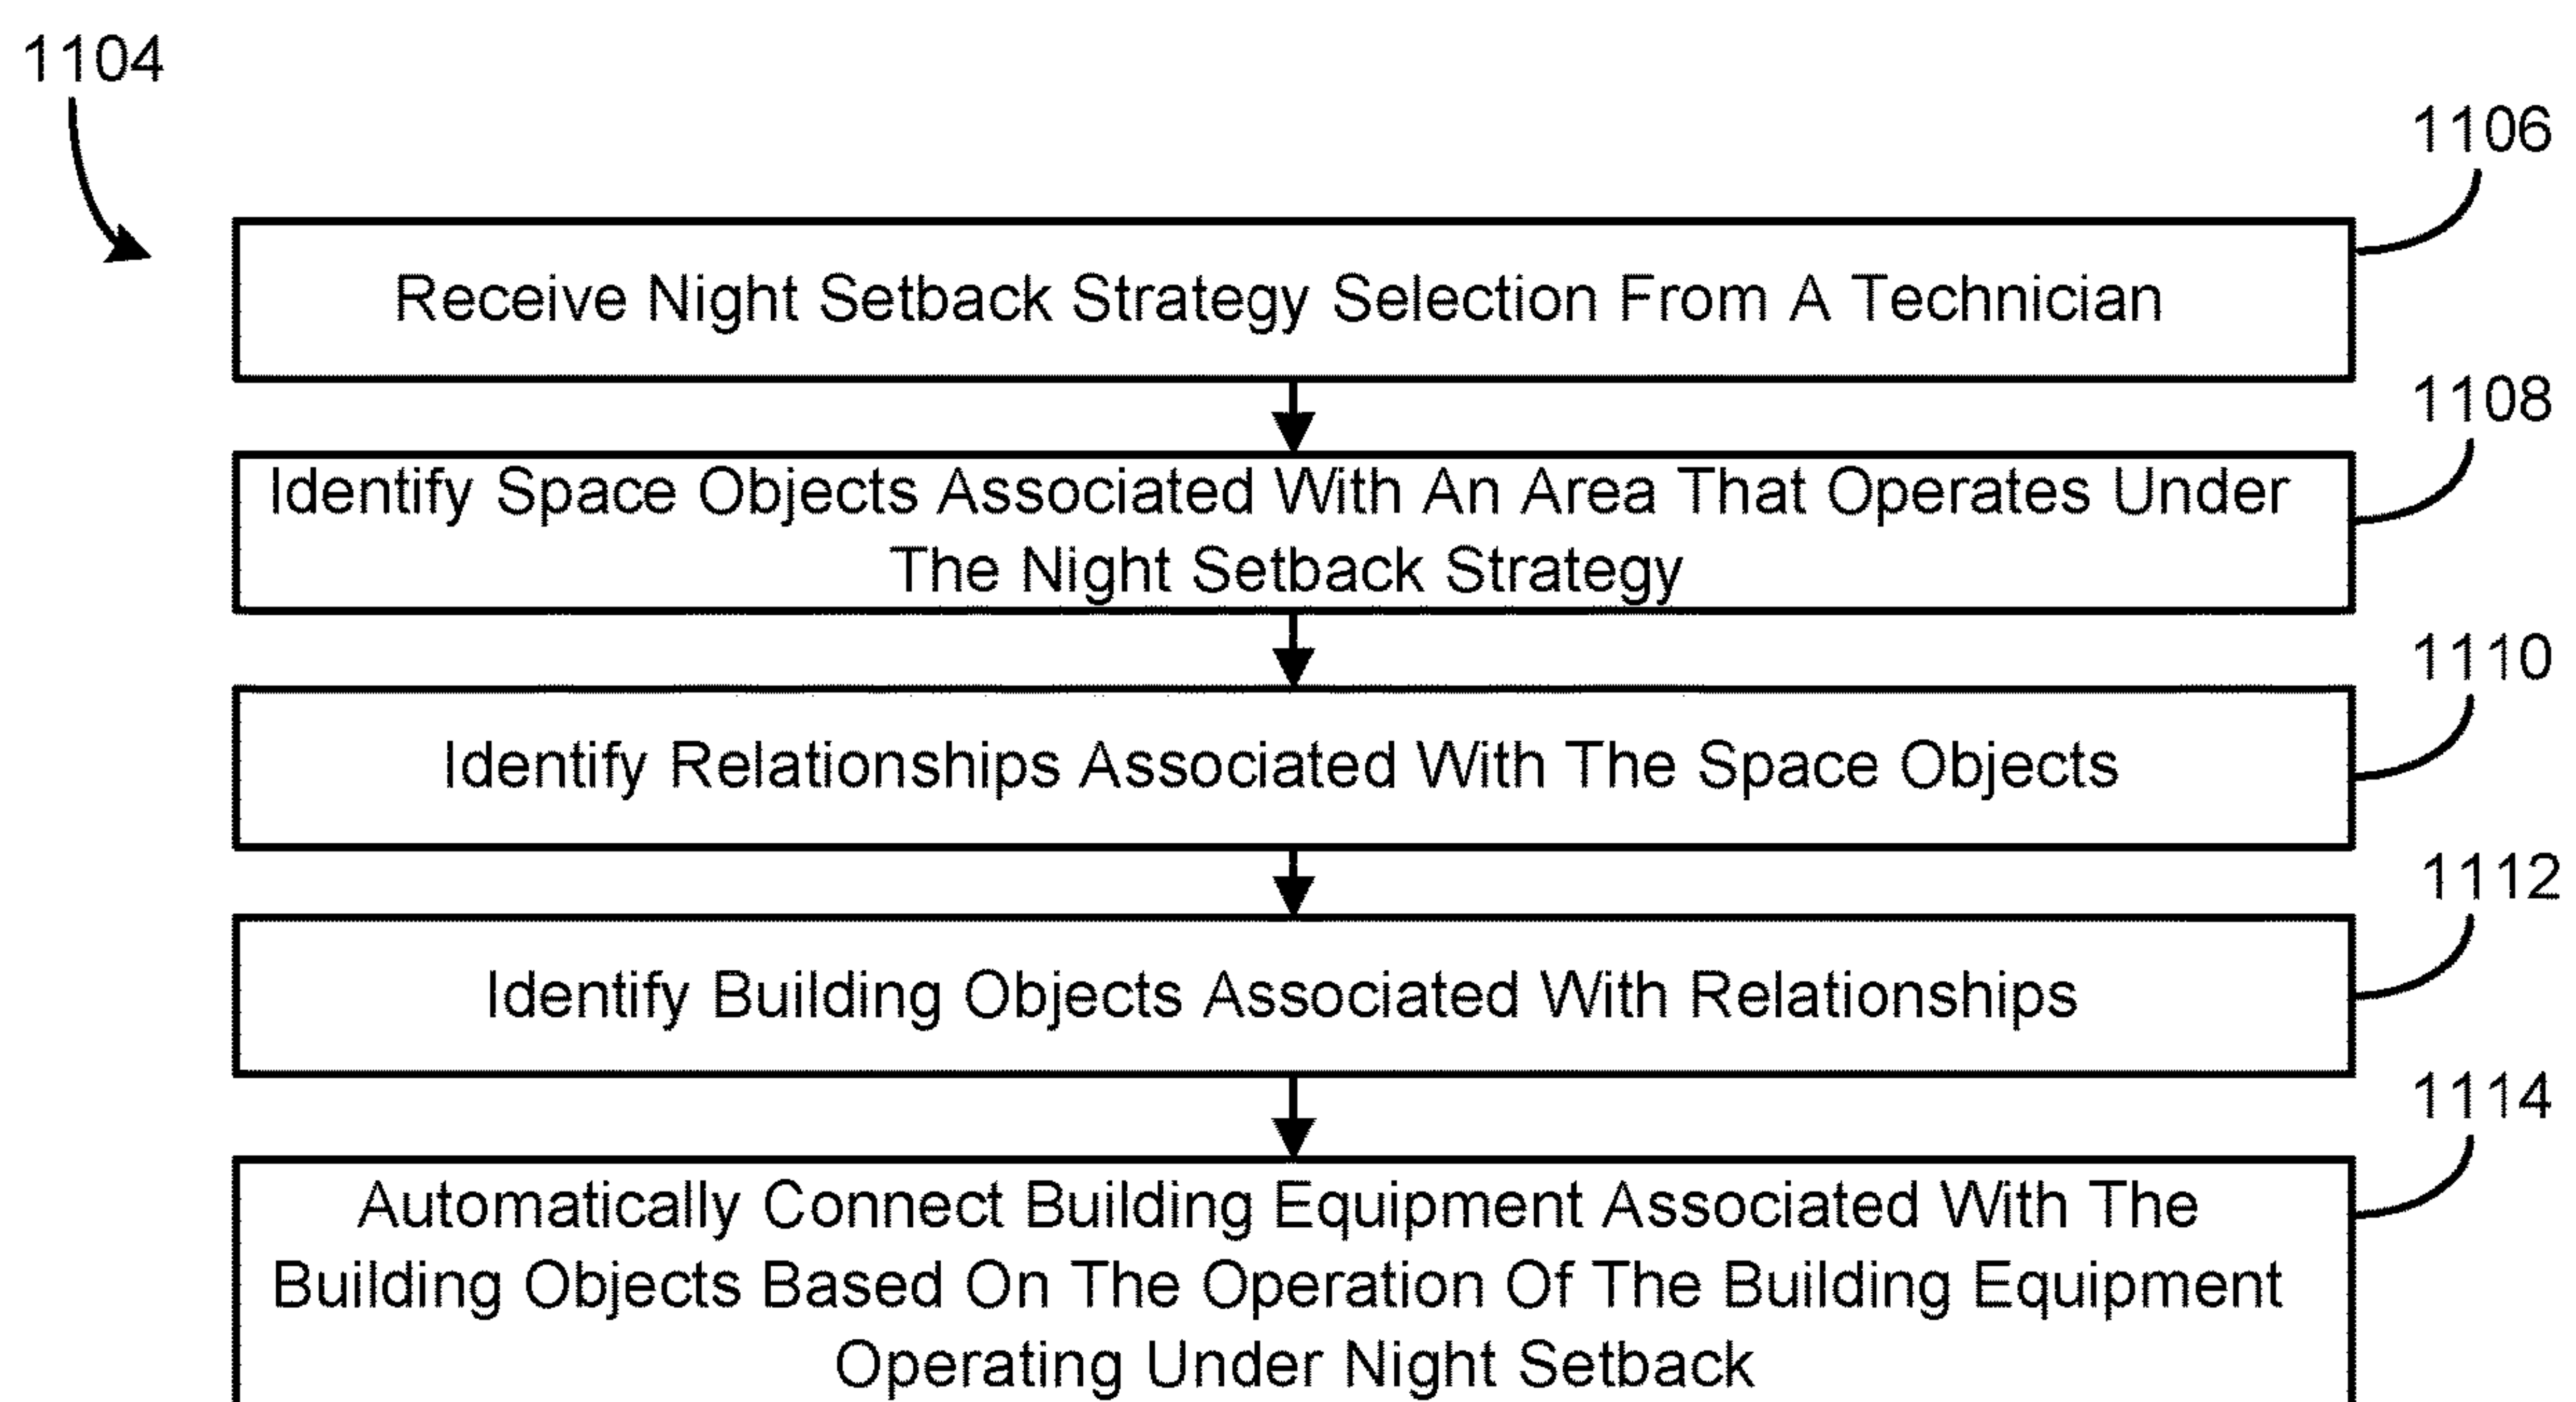 1104
1106
Receive Night Setback Strategy Selection From A Technician
1108
Identify Space Objects Associated With An Area That Operates Under
The Night Setback Strategy
1110
Identify Relationships Associated With The Space Objects
1112
Identify Building Objects Associated With Relationships
1114
Automatically Connect Building Equipment Associated With The
Building Objects Based On The Operation Of The Building Equipment
Operating Under Night Setback